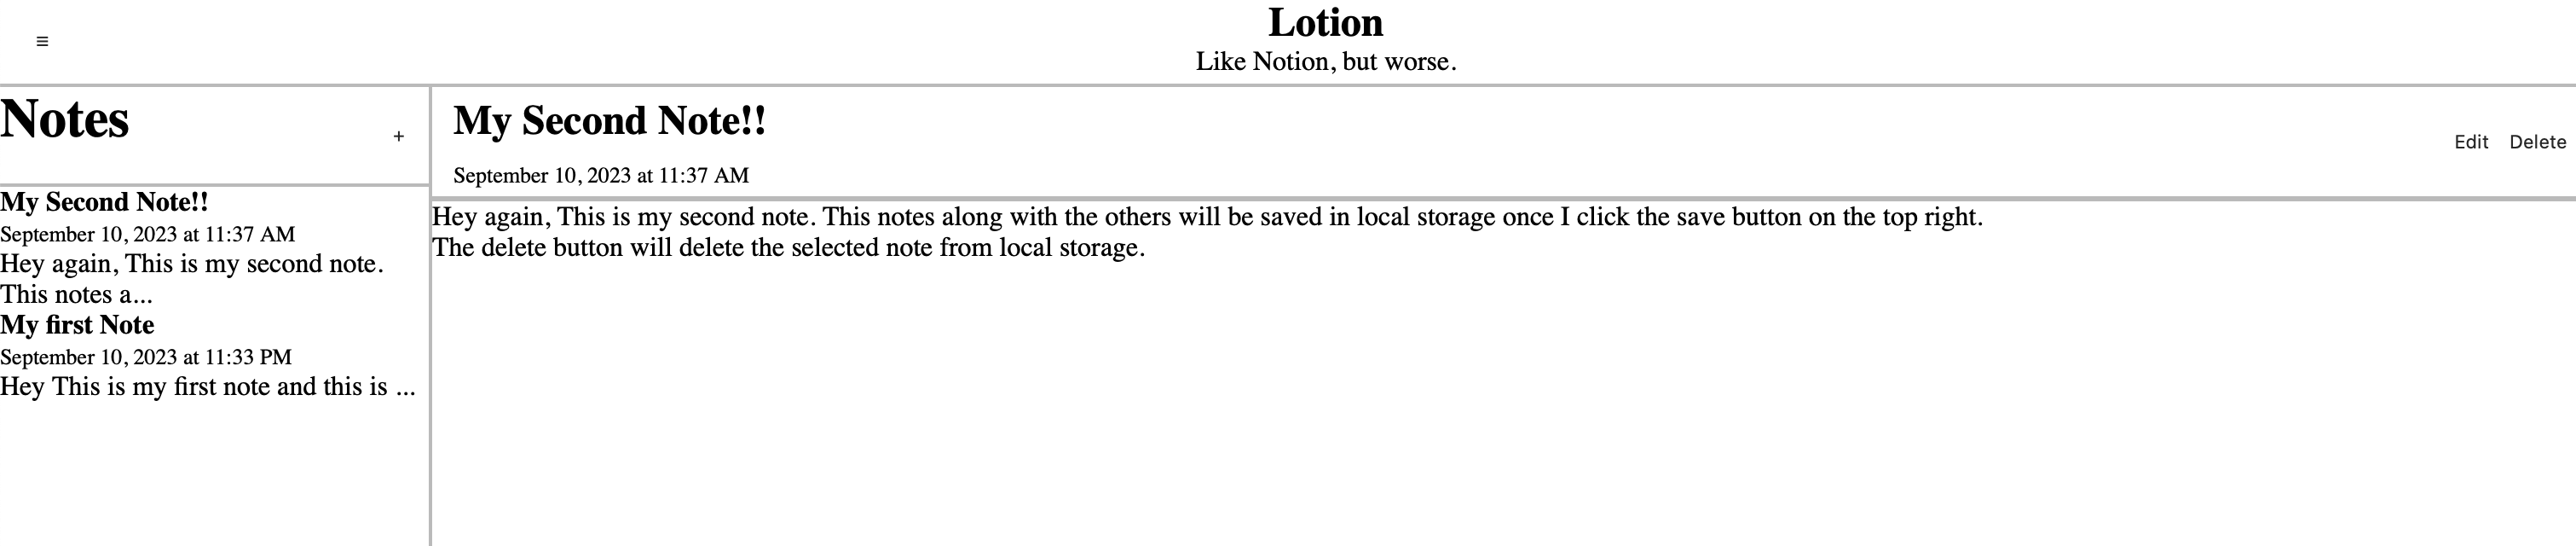 ≡
Lotion
Like Notion, but worse.
Notes
+
My Second Note!!
September 10, 2023 at 11:37 AM
Hey again, This is my second note.
This notes a...
My first Note
September 10, 2023 at 11:33 PM
Hey This is my first note and this is ...
My Second Note!!
September 10, 2023 at 11:37 AM
Edit Delete
Hey again, This is my second note. This notes along with the others will be saved in local storage once I click the save button on the top right.
The delete button will delete the selected note from local storage.